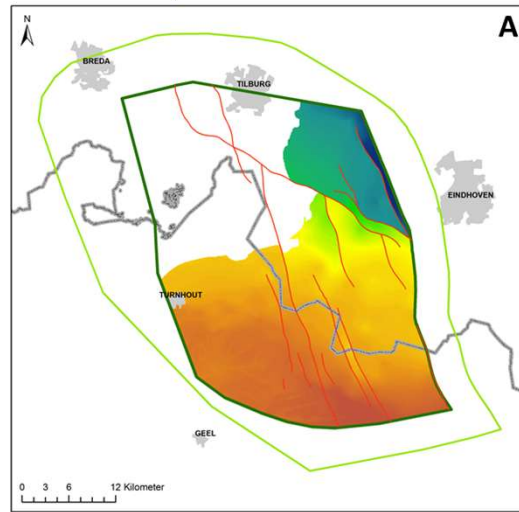 N
A
BREDA
TILBURG
EINDHOVEN
TURNHOUT
GEEL
0 3 6 12 Kilometer